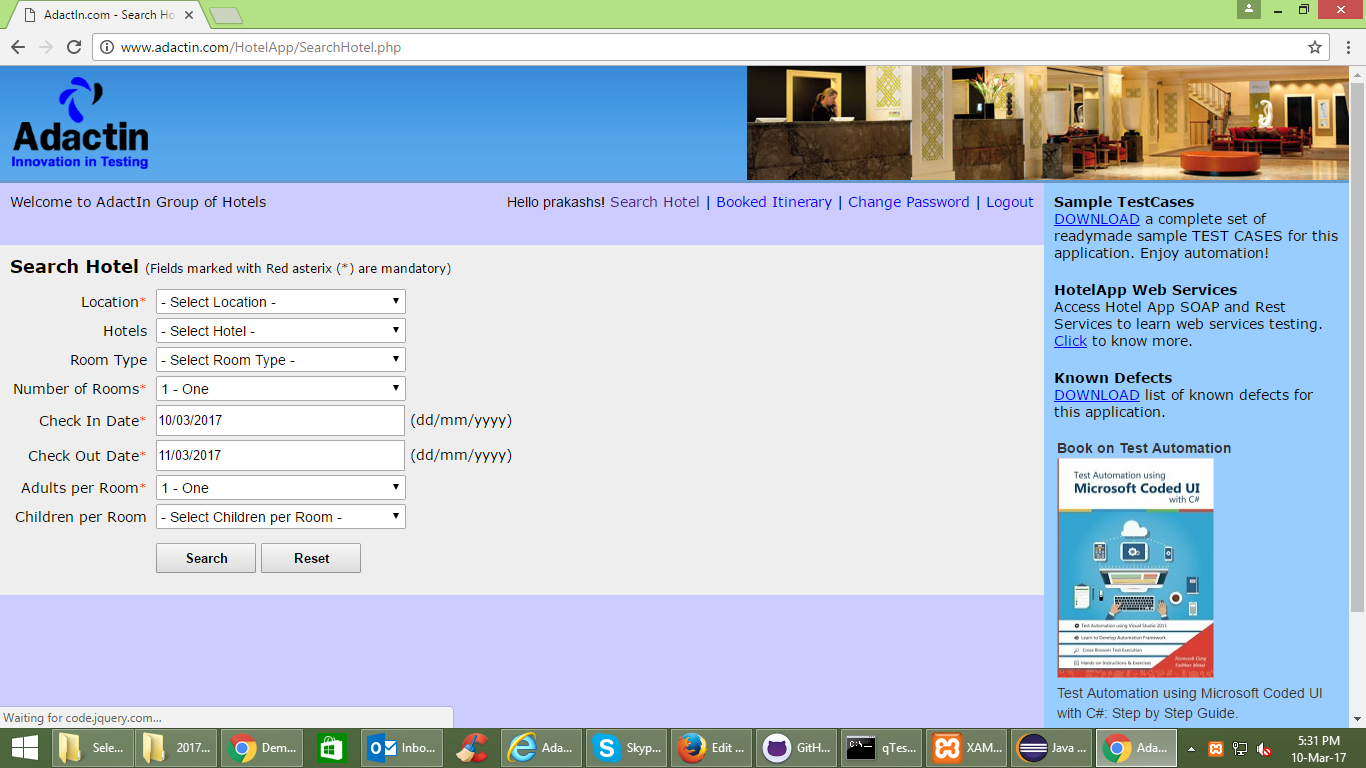 AdactIn.com - Search Ho
www.adactin.com/HotelApp/SearchHotel.php
Adactin
Innovation in Testing
Welcome to AdactIn Group of Hotels
Hello prakashs! Search Hotel | Booked Itinerary | Change Password | Logout
Search Hotel (Fields marked with Red asterix (*) are mandatory)
Location* - Select Location -
Hotels - Select Hotel -
Room Type - Select Room Type -
Number of Rooms* 1 - One
Check In Date* 10/03/2017 (dd/mm/yyyy)
Check Out Date* 11/03/2017 (dd/mm/yyyy)
Adults per Room* 1 - One
Children per Room - Select Children per Room -
Search Reset
Sample TestCases
DOWNLOAD a complete set of
readymade sample TEST CASES for this
application. Enjoy automation!
HotelApp Web Services
Access Hotel App SOAP and Rest
Services to learn web services testing.
Click to know more.
Known Defects
DOWNLOAD list of known defects for
this application.
Book on Test Automation
Test Automation using
Microsoft Coded UI
with C#
Test Automation using Visual Studio 2015
Learn to Develop Automation Framework
Cross Browser Test Execution
Hands on Instructions & Exercises
Navneesh Garg
Test Automation using Microsoft Coded UI
with C#: Step by Step Guide.
Waiting for code.jquery.com...
Sele... 2017... Dem... Inbo... Ada... Skyp... Edit ... GitH... qTes... XAM... Java ... Ada...
5:31 PM
10-Mar-17